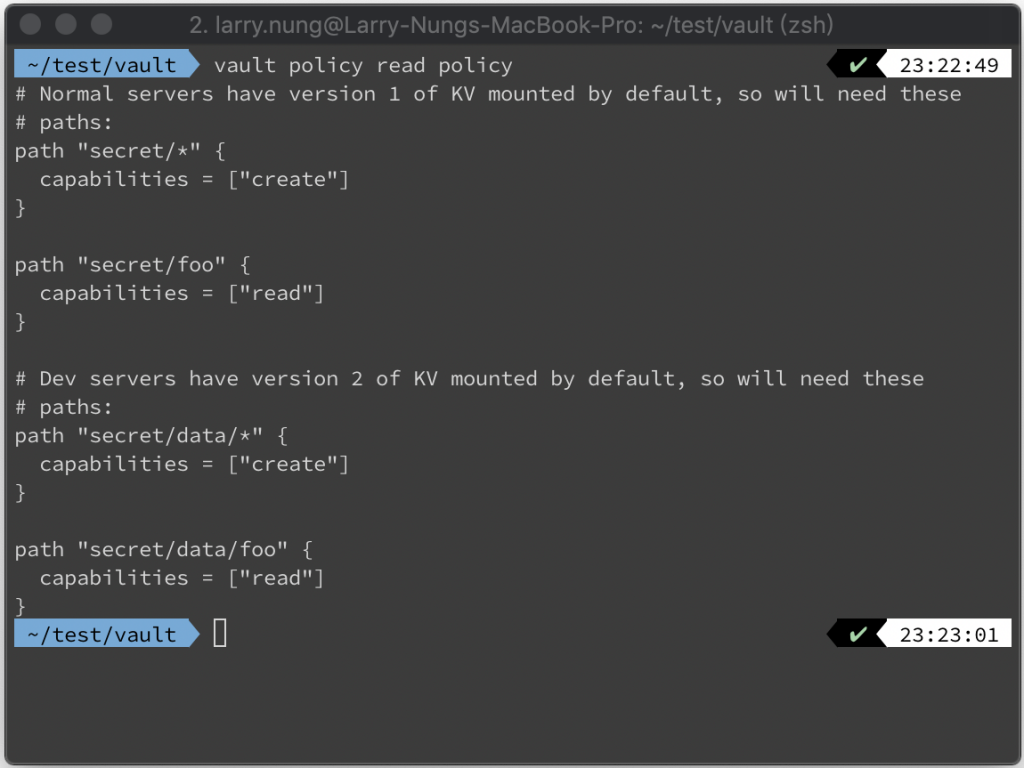 2. larry.nung@Larry-Nungs-MacBook-Pro: ~/test/vault (zsh)
~/test/vault vault policy read policy ✔ 23:22:49
# Normal servers have version 1 of KV mounted by default, so will need these
# paths:
path "secret/*" {
  capabilities = ["create"]
}

path "secret/foo" {
  capabilities = ["read"]
}

# Dev servers have version 2 of KV mounted by default, so will need these
# paths:
path "secret/data/*" {
  capabilities = ["create"]
}

path "secret/data/foo" {
  capabilities = ["read"]
}
~/test/vault ✔ 23:23:01